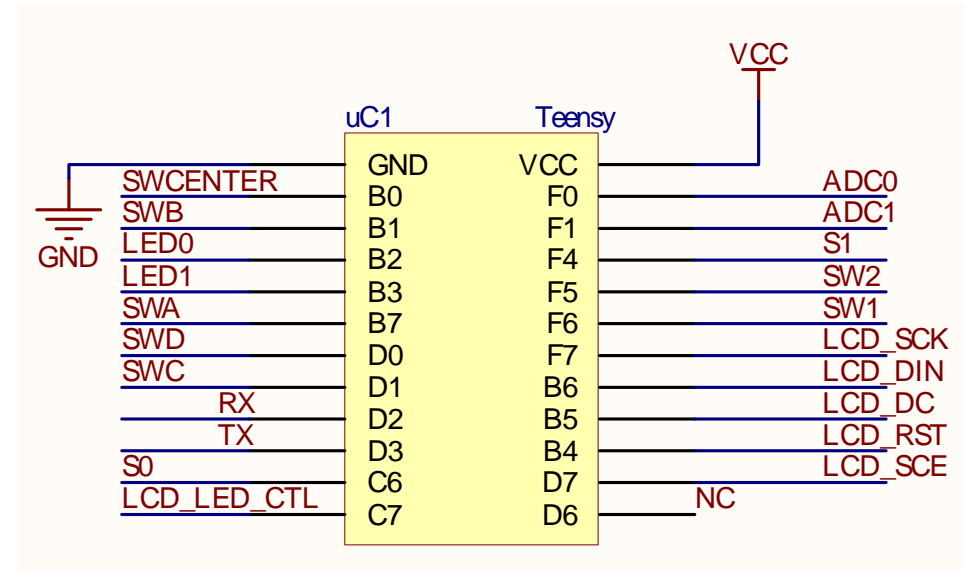 VCC
uC1 Teensy
GND VCC
SWCENTER B0 F0 ADC0
SWB B1 F1 ADC1
GND
LED0 B2 F4 S1
LED1 B3 F5 SW2
SWA B7 F6 SW1
SWD D0 F7 LCD_SCK
SWC D1 B6 LCD_DIN
RX D2 B5 LCD_DC
TX D3 B4 LCD_RST
S0 C6 D7 LCD_SCE
LCD_LED_CTL C7 D6 NC